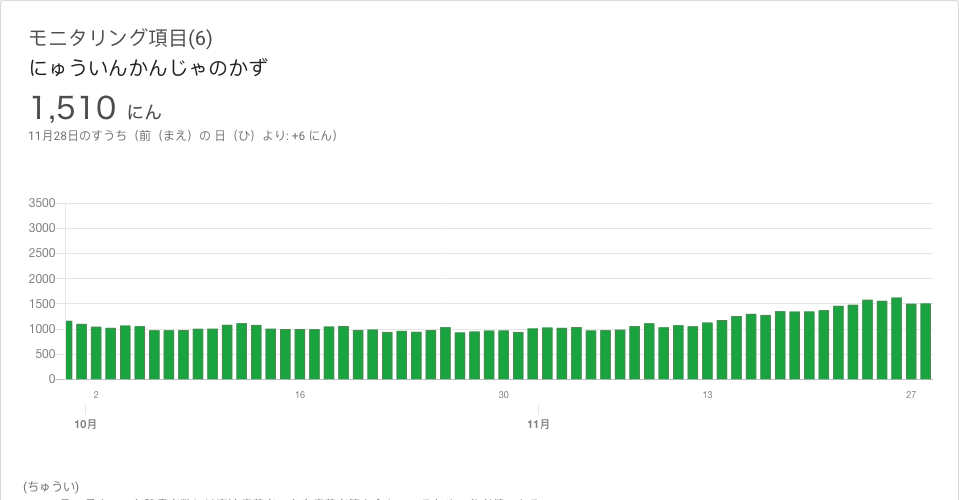 モニタリング項目(6)
にゅういんかんじゃのかず
1,510 にん
11月28日のすうち（前（まえ）の 日（ひ）より: +6 にん）
3500
3000
2500
2000
1500
1000
500
0
2 16 30 13 27
10月 11月
(ちゅうい)